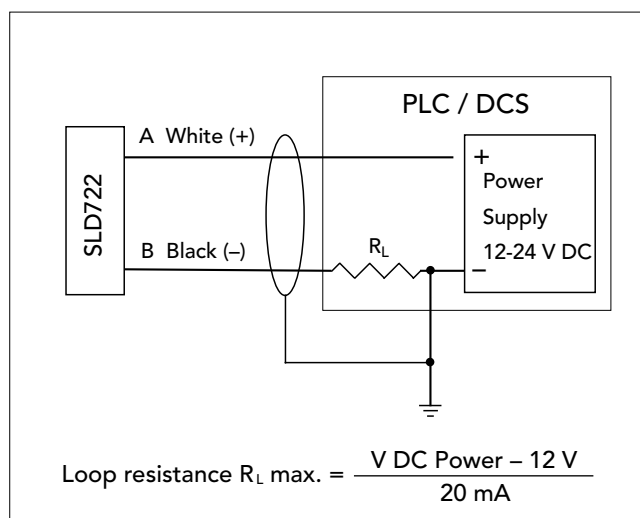 PLC / DCS
SLD722
A White (+)
+
Power
Supply
12-24 V DC
B Black (–)
RL
–
Loop resistance RL max. = V DC Power – 12 V
20 mA